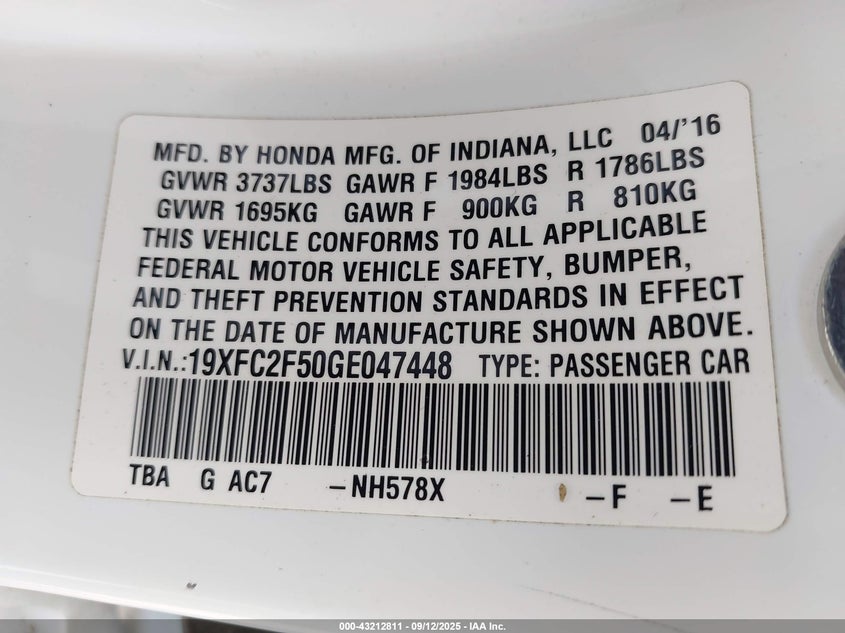 MFD. BY HONDA MFG. OF INDIANA, LLC 04/'16
GVWR 3737LBS GAWR F 1984LBS R 1786LBS
GVWR 1695KG GAWR F 900KG R 810KG
THIS VEHICLE CONFORMS TO ALL APPLICABLE
FEDERAL MOTOR VEHICLE SAFETY, BUMPER,
AND THEFT PREVENTION STANDARDS IN EFFECT
ON THE DATE OF MANUFACTURE SHOWN ABOVE.
V.I.N.:19XFC2F50GE047448 TYPE: PASSENGER CAR
TBA G AC7 -NH578X -F -E
000-43212811 - 09/12/2025 - IAA Inc.